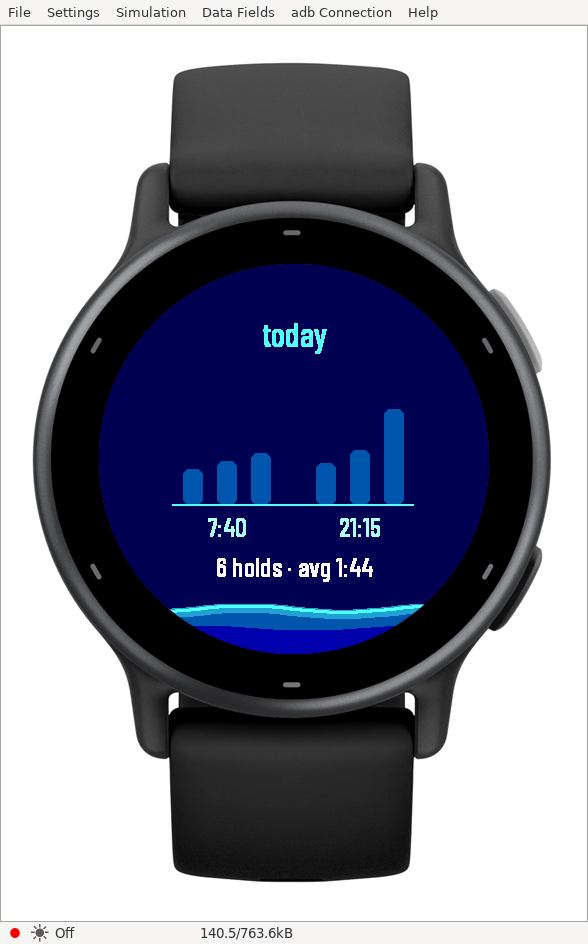 File Settings Simulation Data Fields adb Connection Help
today
7:40 21:15
6 holds · avg 1:44
Off 140.5/763.6kB